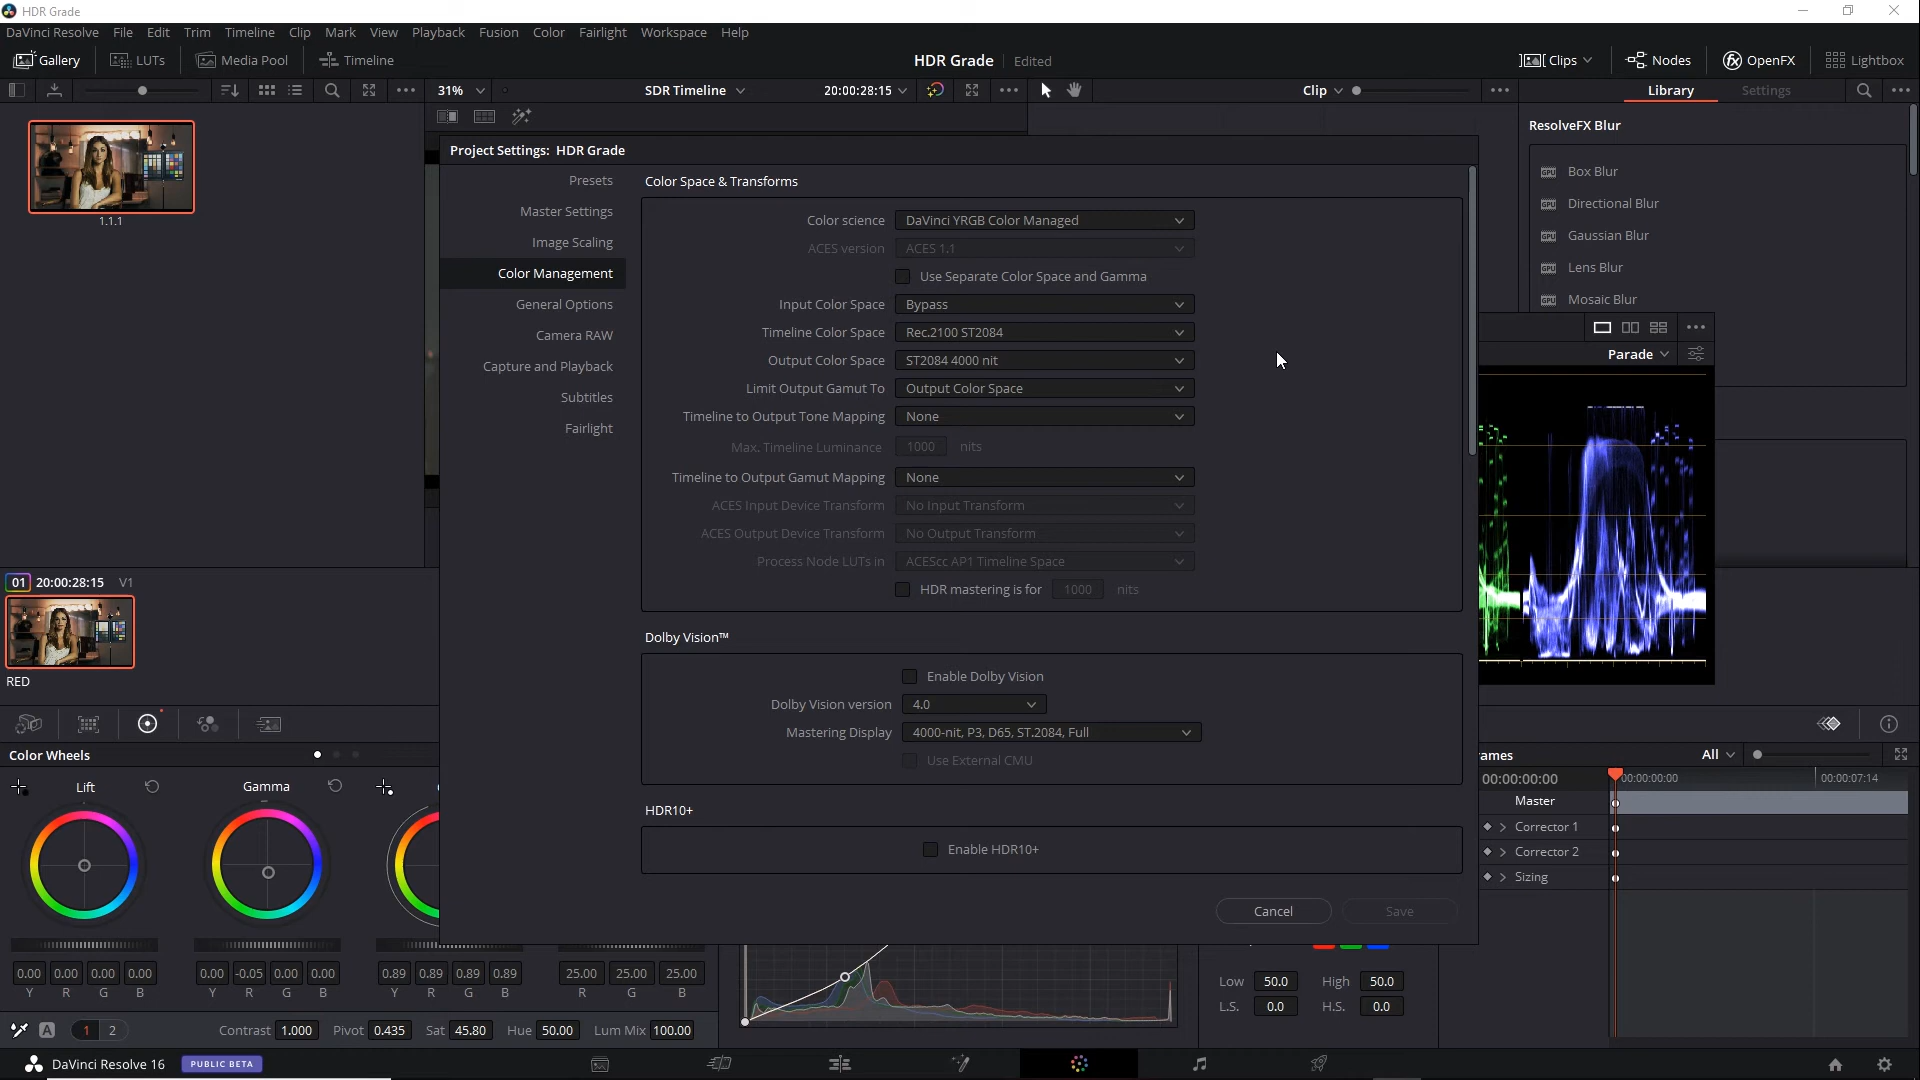 HDR Grade
DaVinci Resolve File Edit Trim Timeline Clip Mark View Playback Fusion Color Fairlight Workspace Help
Gallery LUTs Media Pool Timeline HDR Grade Edited Clips Nodes OpenFX Lightbox
31% SDR Timeline 20:00:28:15 Clip Library Settings
ResolveFX Blur
Box Blur
Directional Blur
Gaussian Blur
Lens Blur
Mosaic Blur
1.1.1
Project Settings: HDR Grade
Presets
Master Settings
Image Scaling
Color Management
General Options
Camera RAW
Capture and Playback
Subtitles
Fairlight
Color Space & Transforms
Color science DaVinci YRGB Color Managed
ACES version ACES 1.1
Use Separate Color Space and Gamma
Input Color Space Bypass
Timeline Color Space Rec.2100 ST2084
Output Color Space ST2084 4000 nit
Limit Output Gamut To Output Color Space
Timeline to Output Tone Mapping None
Max. Timeline Luminance 1000 nits
Timeline to Output Gamut Mapping None
ACES Input Device Transform No Input Transform
ACES Output Device Transform No Output Transform
Process Node LUTs in ACEScc AP1 Timeline Space
HDR mastering is for 1000 nits
Dolby Vision™
Enable Dolby Vision
Dolby Vision version 4.0
Mastering Display 4000-nit, P3, D65, ST.2084, Full
Use External CMU
HDR10+
Enable HDR10+
Cancel Save
Parade
01 20:00:28:15 V1
RED
Color Wheels
Lift Gamma
0.00 0.00 0.00 0.00 0.00 -0.05 0.00 0.00 0.89 0.89 0.89 0.89 25.00 25.00 25.00
Y R G B Y R G B Y R G B R G B
A 1 2 Contrast 1.000 Pivot 0.435 Sat 45.80 Hue 50.00 Lum Mix 100.00
Low 50.0 High 50.0
L.S. 0.0 H.S. 0.0
ames All
00:00:00:00 00:00:00:00 00:00:07:14
Master
Corrector 1
Corrector 2
Sizing
DaVinci Resolve 16 PUBLIC BETA